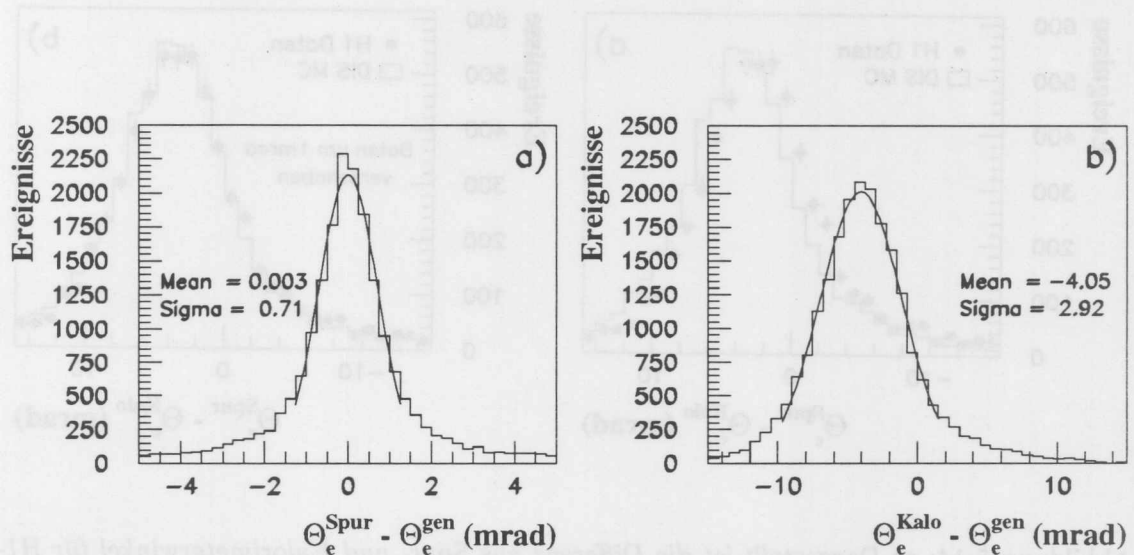 Ereignisse
2500
2250
2000
1750
1500
1250
1000
750
500
250
0
a)
Mean = 0.003
Sigma = 0.71
−4 −2 0 2 4
Θ_e^Spur - Θ_e^gen (mrad)
Ereignisse
2500
2250
2000
1750
1500
1250
1000
750
500
250
0
b)
Mean = −4.05
Sigma = 2.92
−10 0 10
Θ_e^Kalo - Θ_e^gen (mrad)